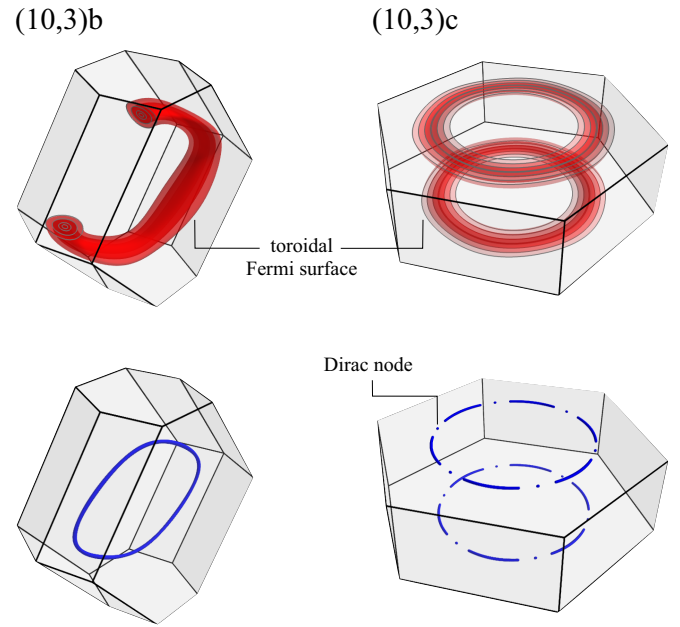 (10,3)b
(10,3)c
toroidal
Fermi surface
Dirac node